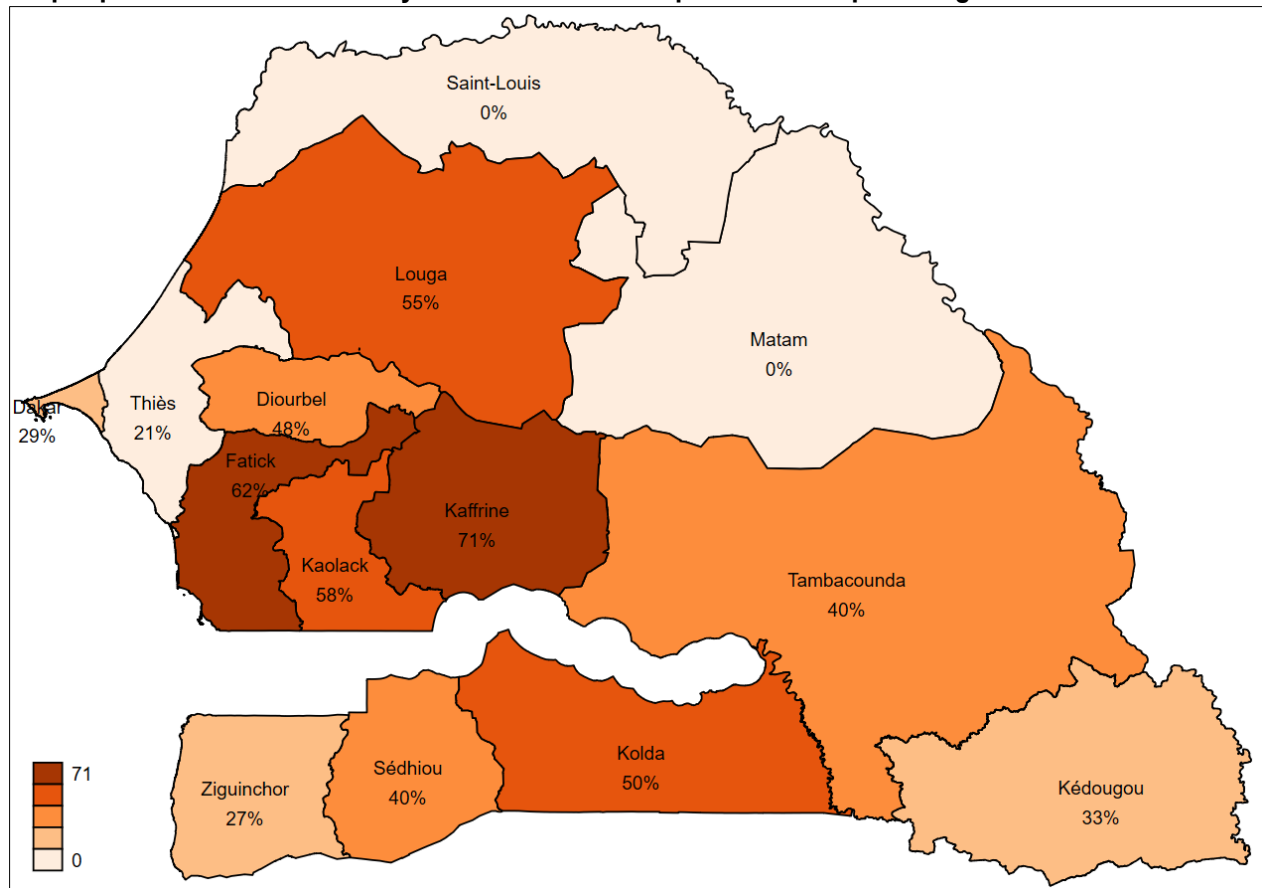 Saint-Louis
0%
Louga
55%
Matam
0%
Dakar
29%
Thiès
21%
Diourbel
48%
Fatick
62%
Kaffrine
71%
Kaolack
58%
Tambacounda
40%
Ziguinchor
27%
Sédhiou
40%
Kolda
50%
Kédougou
33%
71
0